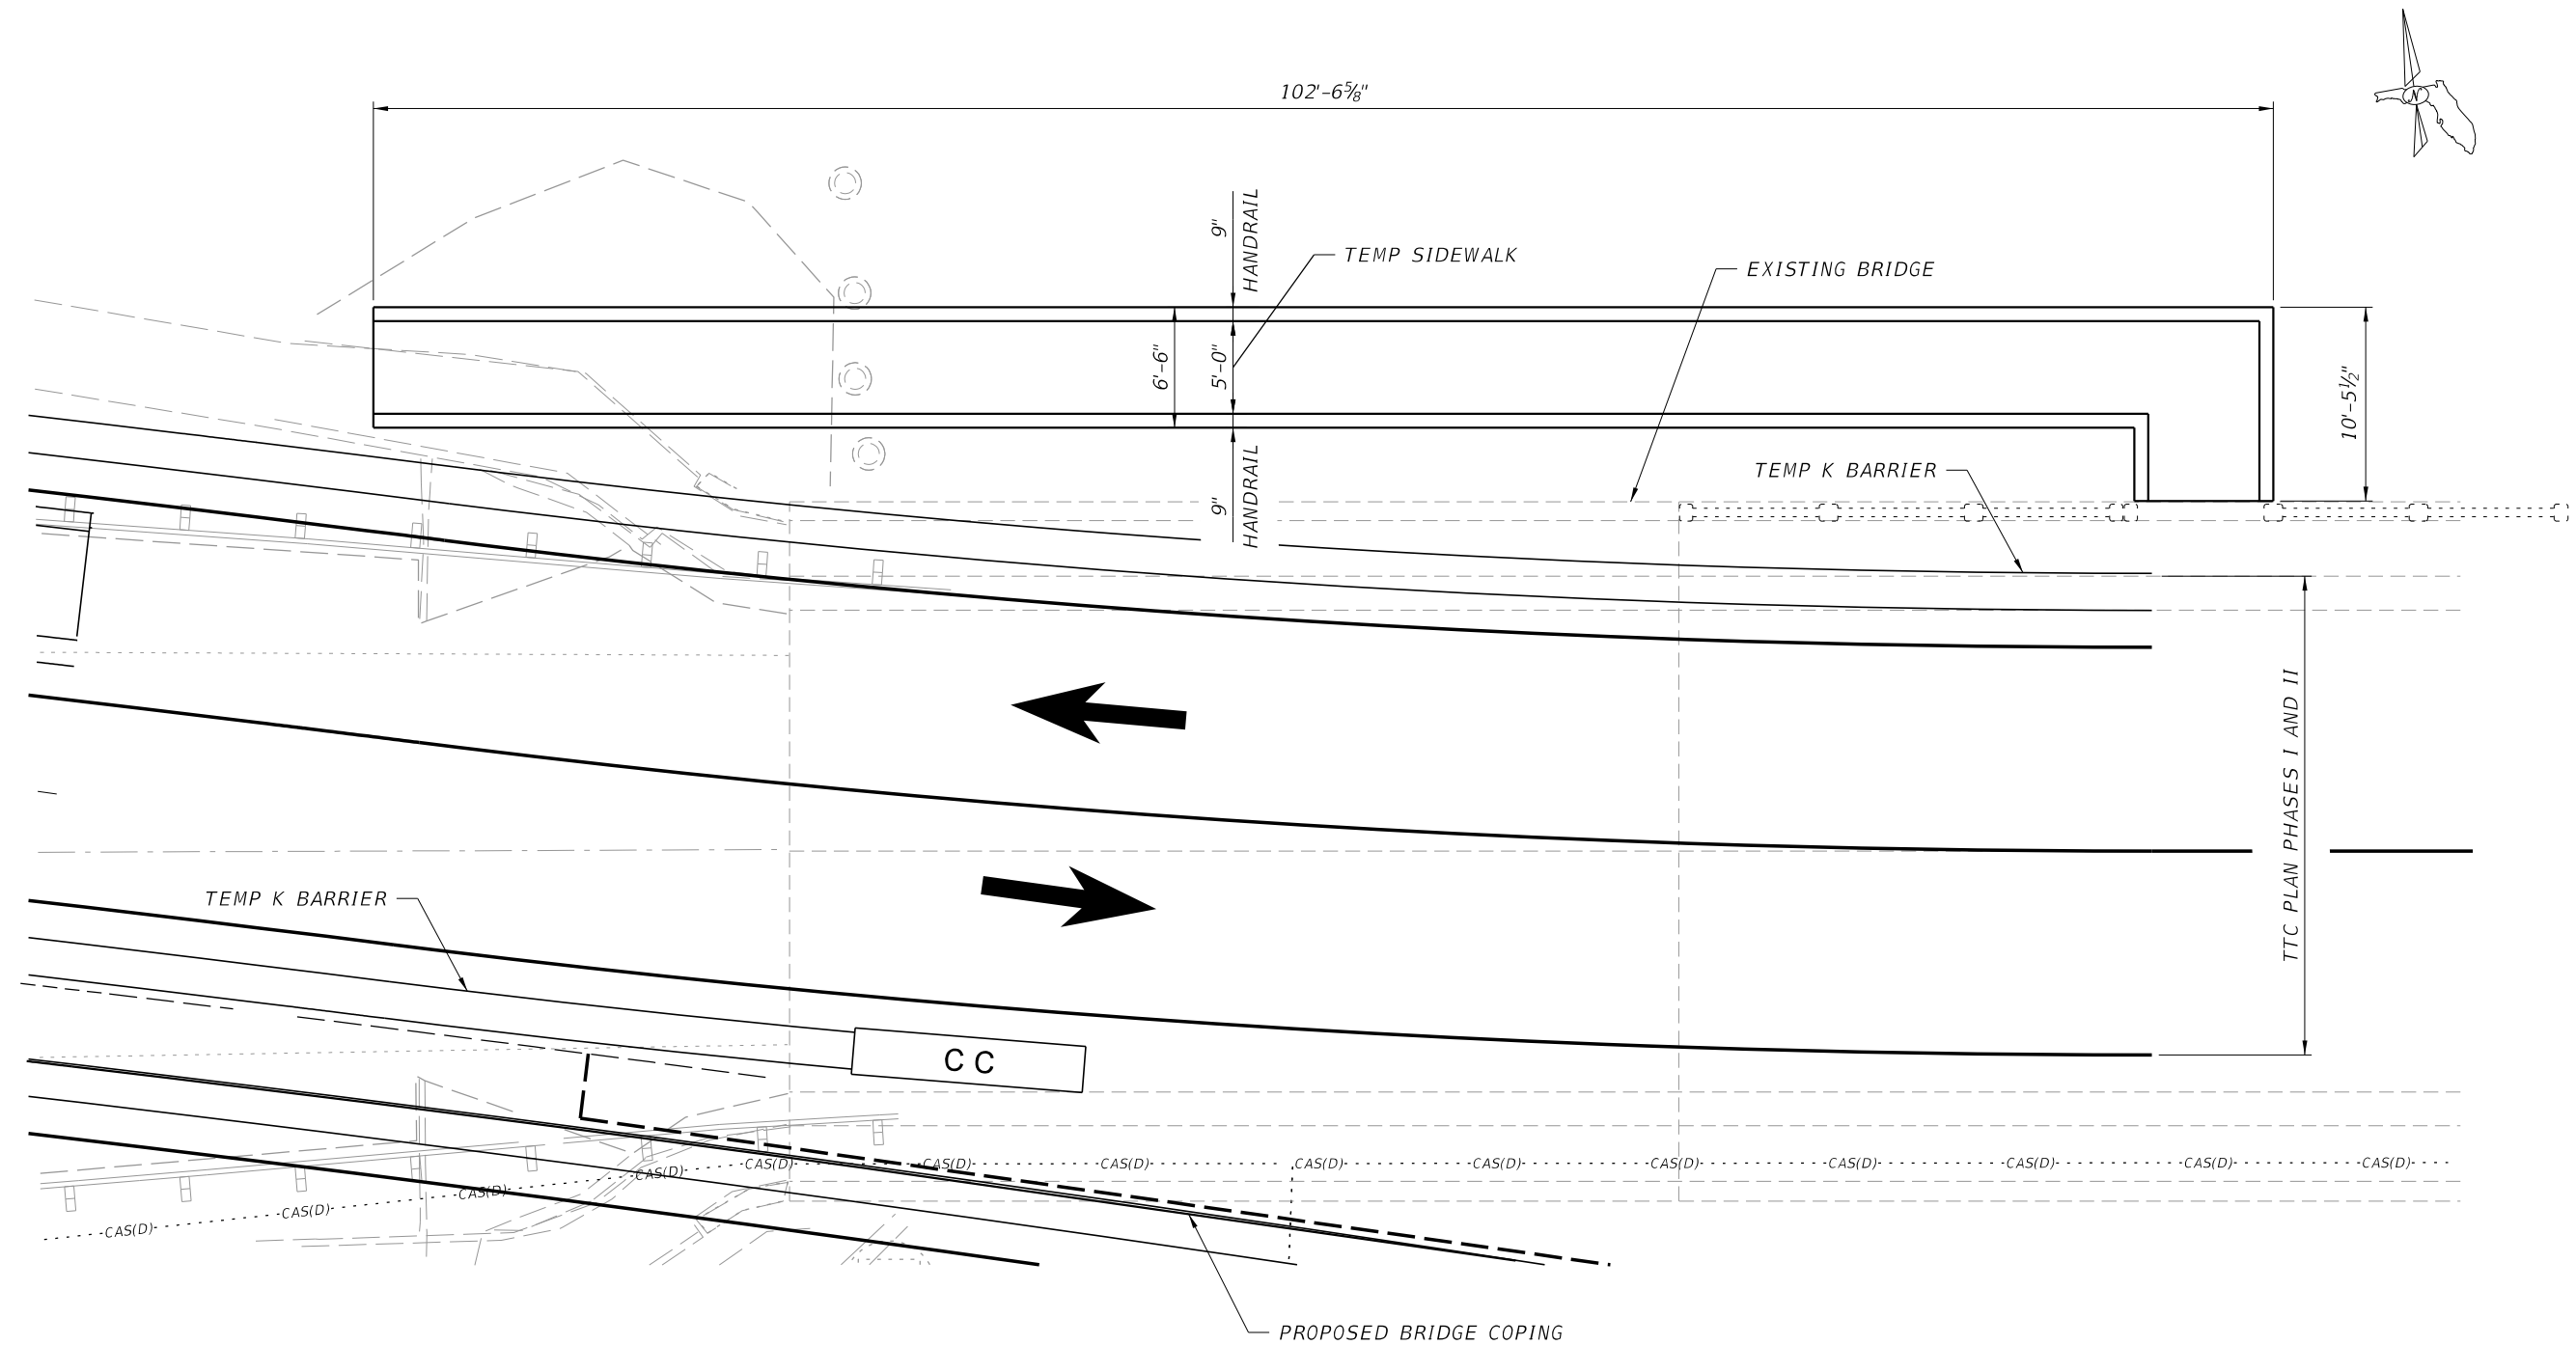 102'-6⅝"
N
9"
HANDRAIL
TEMP SIDEWALK
EXISTING BRIDGE
6'-6"
5'-0"
10'-5½"
9"
HANDRAIL
TEMP K BARRIER
TTC PLAN PHASES I AND II
TEMP K BARRIER
CC
CAS(D) CAS(D) CAS(D) CAS(D) CAS(D) CAS(D) CAS(D) CAS(D) CAS(D) CAS(D) CAS(D) CAS(D) CAS(D) CAS(D)
PROPOSED BRIDGE COPING